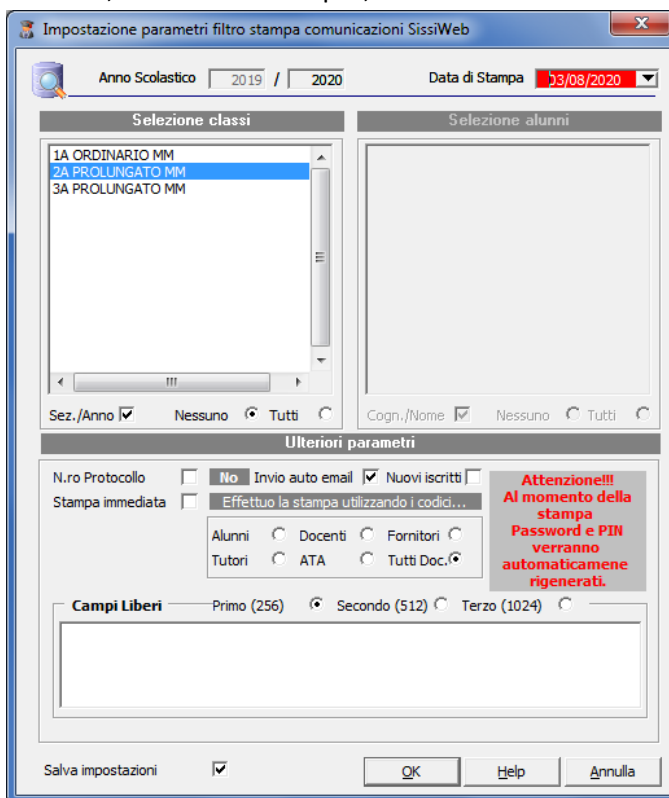 Impostazione parametri filtro stampa comunicazioni SissiWeb
Anno Scolastico 2019 / 2020 Data di Stampa 03/08/2020
Selezione classi Selezione alunni
1A ORDINARIO MM
2A PROLUNGATO MM
3A PROLUNGATO MM
Sez./Anno Nessuno Tutti Cogn./Nome Nessuno Tutti
Ulteriori parametri
N.ro Protocollo No Invio auto email Nuovi iscritti
Stampa immediata Effettuo la stampa utilizzando i codici...
Alunni Docenti Fornitori
Tutori ATA Tutti Doc.
Attenzione!!!
Al momento della
stampa
Password e PIN
verranno
automaticamene
rigenerati.
Campi Liberi Primo (256) Secondo (512) Terzo (1024)
Salva impostazioni OK Help Annulla